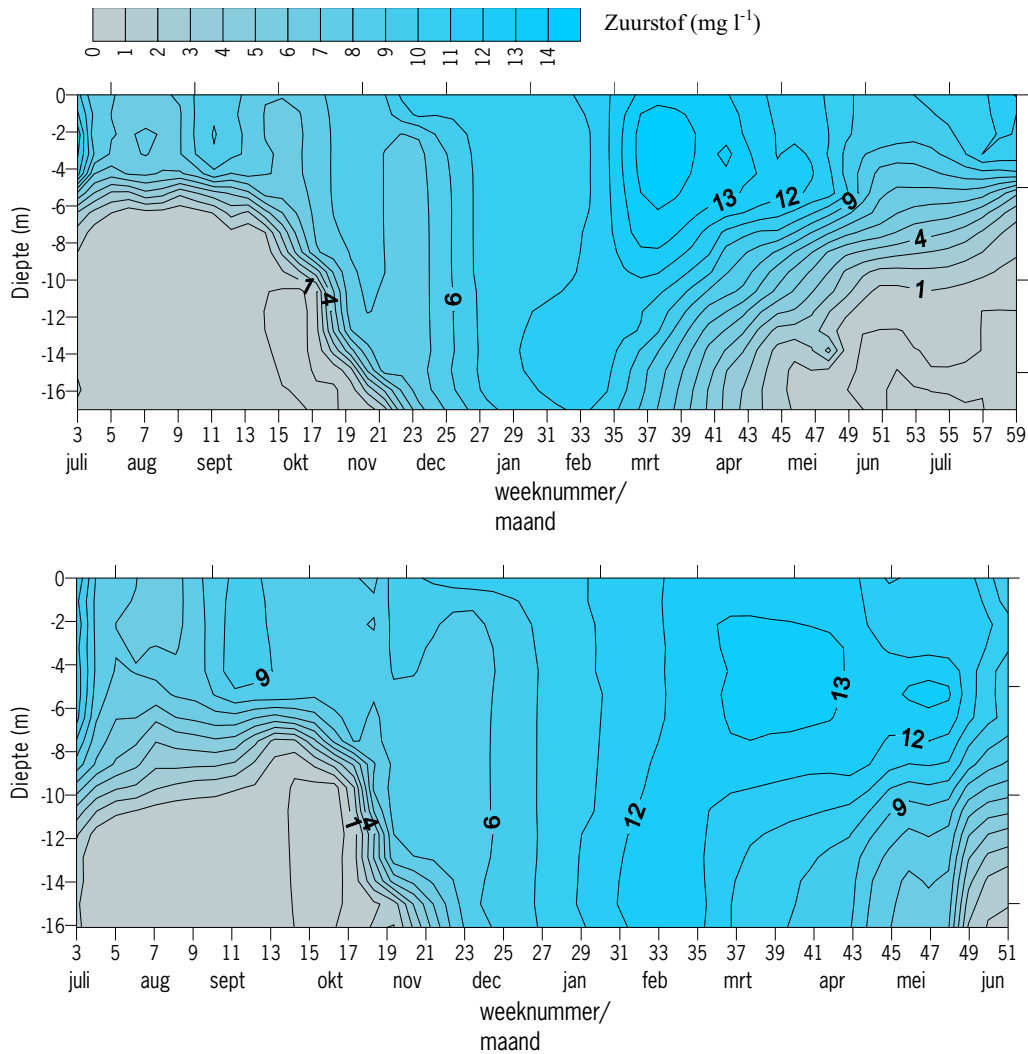 Zuurstof (mg l-1)
0 1 2 3 4 5 6 7 8 9 10 11 12 13 14
0
-2
-4
-6
-8
-10
-12
-14
-16
Diepte (m)
13 12 9 4 1 1 4 9
3 5 7 9 11 13 15 17 19 21 23 25 27 29 31 33 35 37 39 41 43 45 47 49 51 53 55 57 59
juli aug sept okt nov dec jan feb mrt apr mei jun juli
weeknummer/
maand
0
-2
-4
-6
-8
-10
-12
-14
-16
Diepte (m)
9 13 12 9 12 1 4 9
3 5 7 9 11 13 15 17 19 21 23 25 27 29 31 33 35 37 39 41 43 45 47 49 51
juli aug sept okt nov dec jan feb mrt apr mei jun
weeknummer/
maand